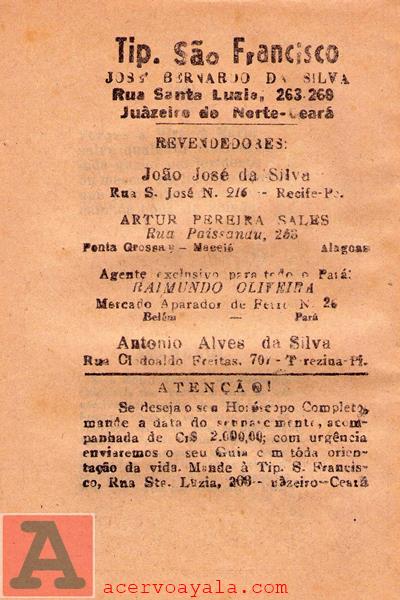 Tip. São Francisco
JOSÉ BERNARDO DA SILVA
Rua Santa Luzia, 263-268
Juàzeiro do Norte-Ceará
REVENDEDORES:
João José da Silva
Rua S. José N. 216 -- Recife-Pe.
ARTUR PEREIRA SALES
Rua Paissandu, 263
Ponta Grossa -- Maceió Alagoas
Agente exclusivo para todo o Pará:
RAIMUNDO OLIVEIRA
Mercado Aparador de Ferro N. 26
Belém — Pará
Antonio Alves da Silva
Rua Clodoaldo Freitas, 707 - Terezina-Pi.
ATENÇÃO!
Se deseja o seu Horóscopo Completo,
mande a data do seu nascimento, acom-
panhada de Cr$ 2.000,00; com urgência
enviaremos o seu Guia c m tôda orien-
tação da vida. Mande à Tip. S. Francis-
co, Rua Sta. Luzia, 263 -- uàzeiro-Ceará
A
acervoayala.com